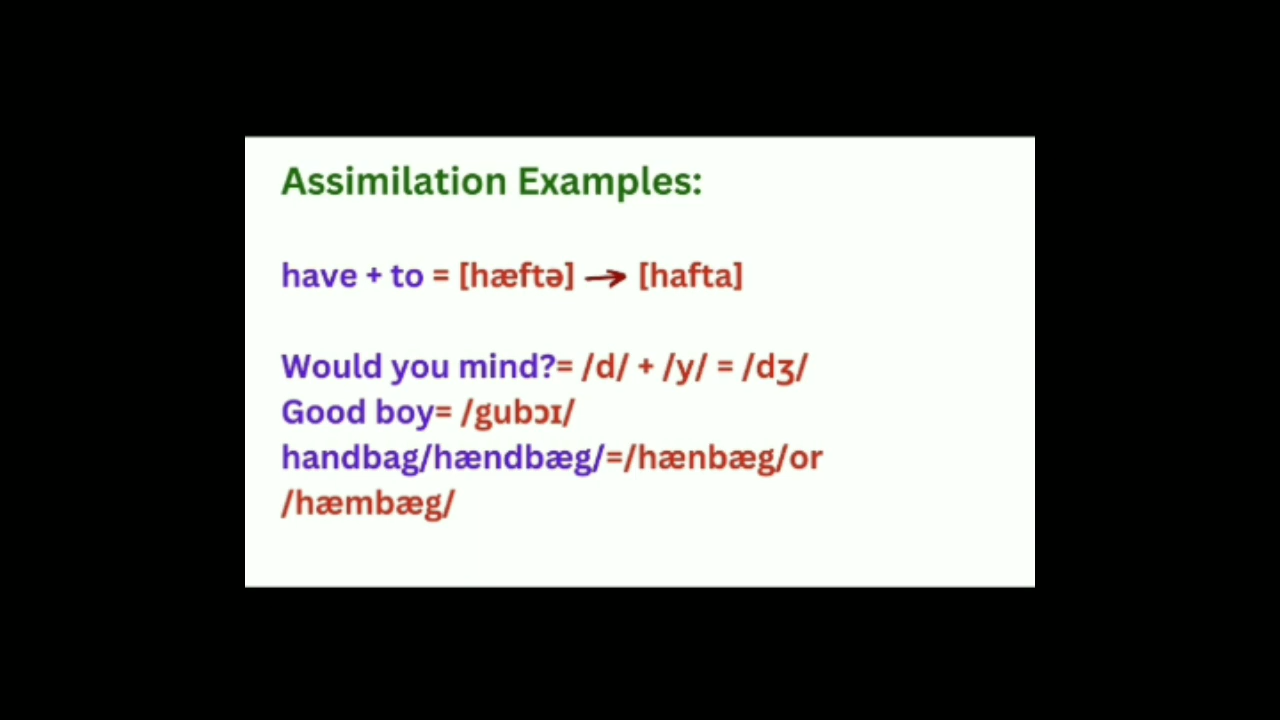 Assimilation Examples:
have + to = [hæftə] → [hafta]
Would you mind?= /d/ + /y/ = /dʒ/
Good boy= /gubɔɪ/
handbag/hændbæg/=/hænbæg/or
/hæmbæg/